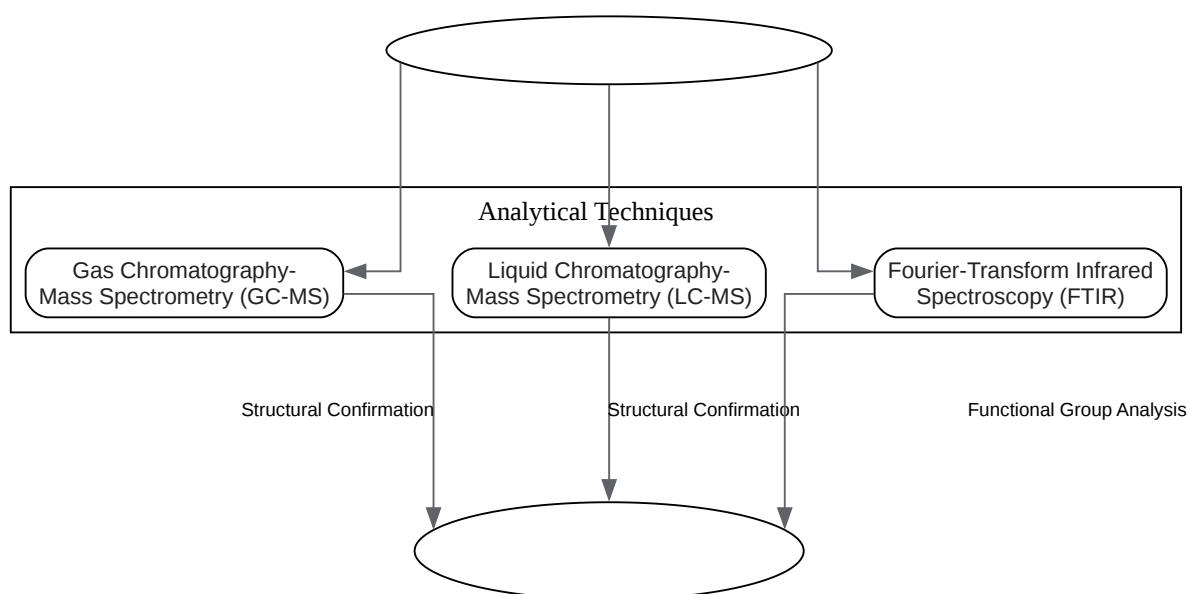 Analytical Techniques
Gas Chromatography-
Mass Spectrometry (GC-MS)
Liquid Chromatography-
Mass Spectrometry (LC-MS)
Fourier-Transform Infrared
Spectroscopy (FTIR)
Structural Confirmation
Structural Confirmation
Functional Group Analysis